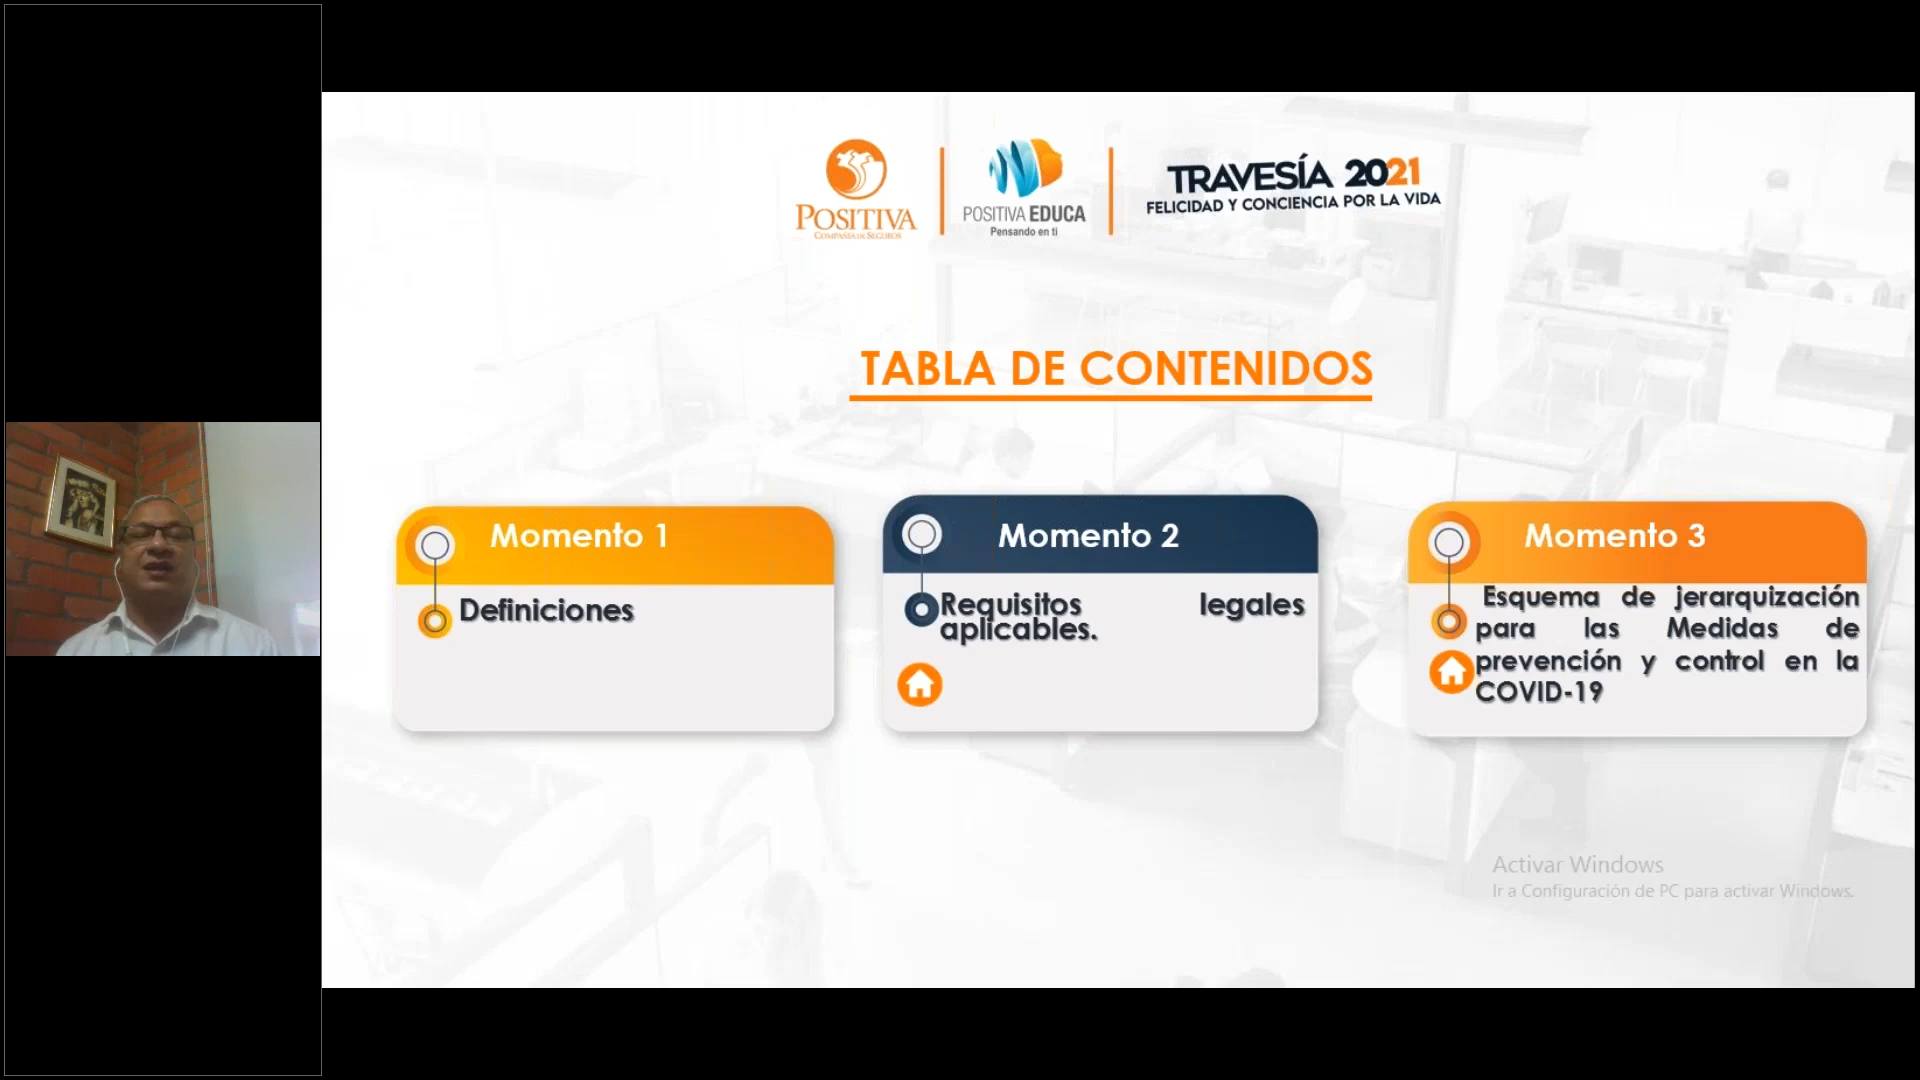 POSITIVA
COMPAÑÍA DE SEGUROS
POSITIVA EDUCA
Pensando en ti
TRAVESÍA 2021
FELICIDAD Y CONCIENCIA POR LA VIDA
TABLA DE CONTENIDOS
Momento 1
Definiciones
Momento 2
Requisitos legales
aplicables.
Momento 3
Esquema de jerarquización
para las Medidas de
prevención y control en la
COVID-19
Activar Windows
Ir a Configuración de PC para activar Windows.